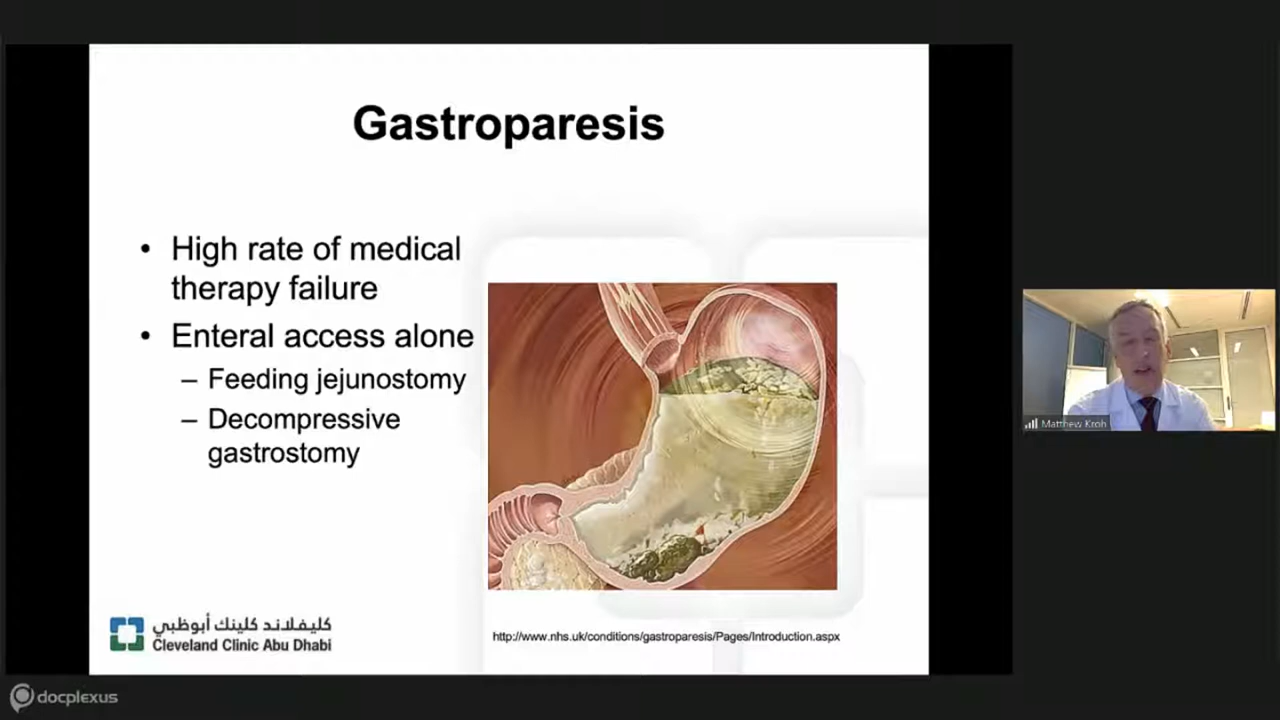 Gastroparesis
• High rate of medical
therapy failure
• Enteral access alone
– Feeding jejunostomy
– Decompressive
gastrostomy
كليفلاند كلينك أبوظبي
Cleveland Clinic Abu Dhabi
http://www.nhs.uk/conditions/gastroparesis/Pages/Introduction.aspx
Matthew Kroh
docplexus